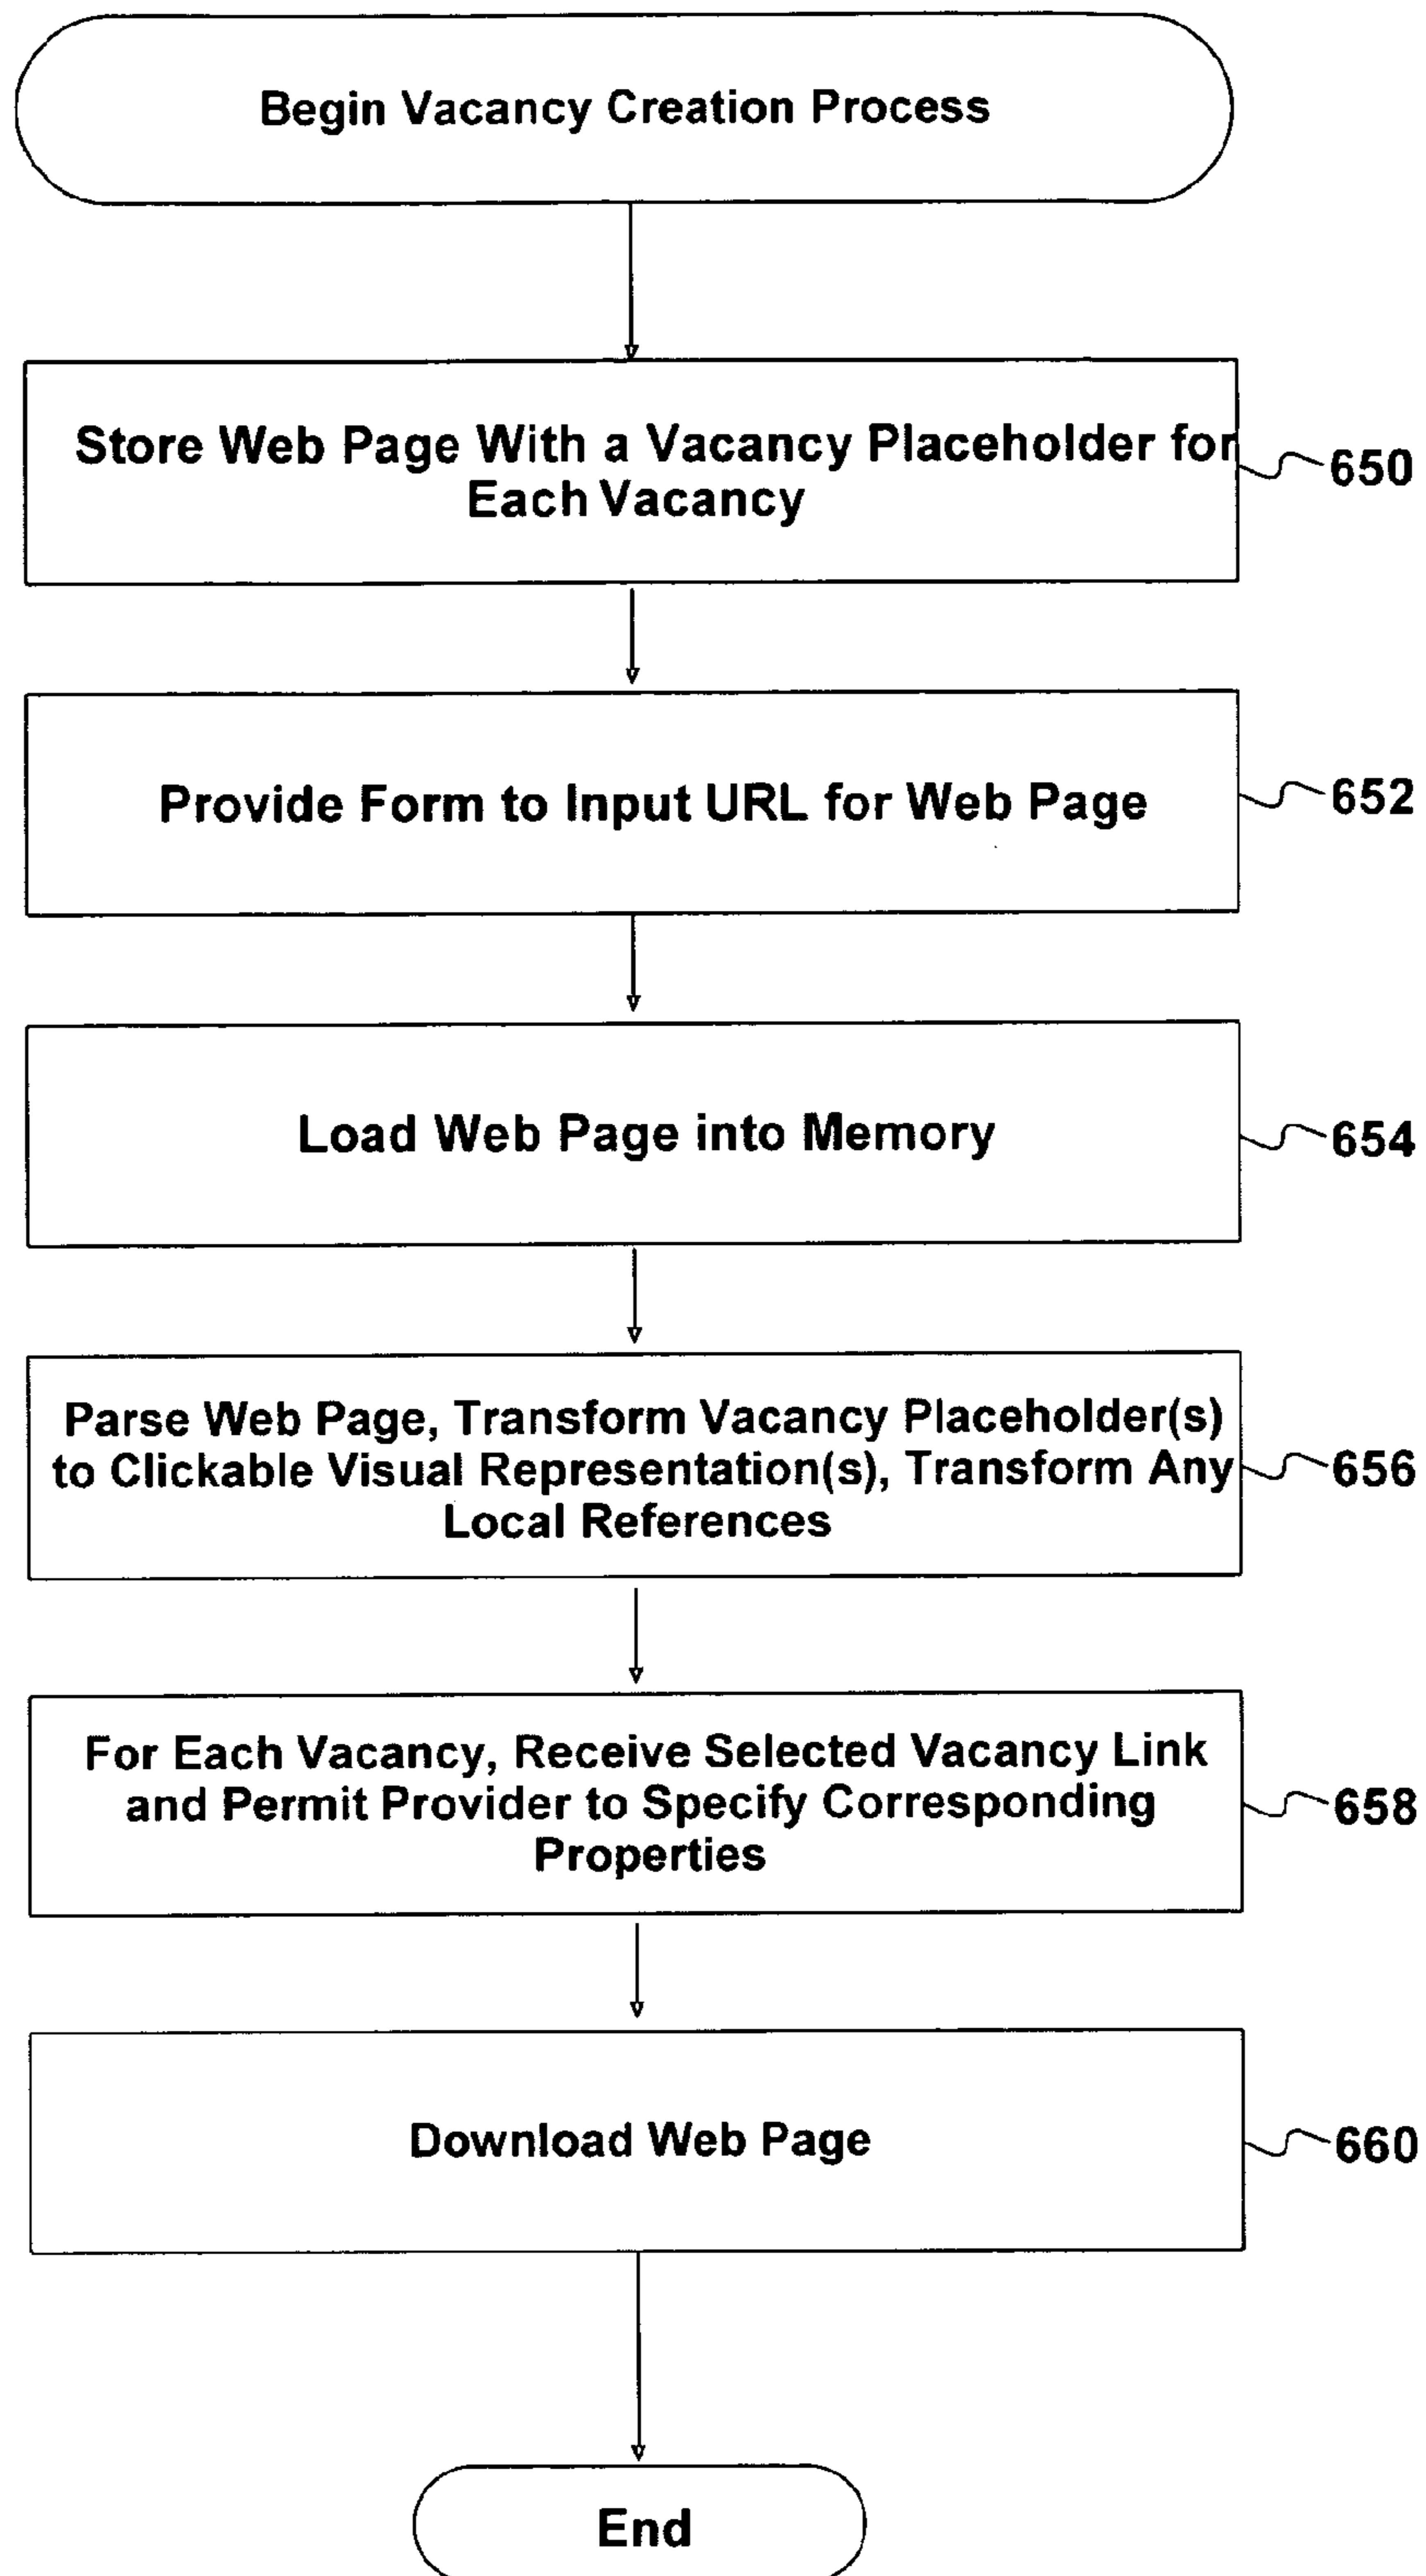 Begin Vacancy Creation Process
Store Web Page With a Vacancy Placeholder for
Each Vacancy
650
Provide Form to Input URL for Web Page
652
Load Web Page into Memory
654
Parse Web Page, Transform Vacancy Placeholder(s)
to Clickable Visual Representation(s), Transform Any
Local References
656
For Each Vacancy, Receive Selected Vacancy Link
and Permit Provider to Specify Corresponding
Properties
658
Download Web Page
660
End